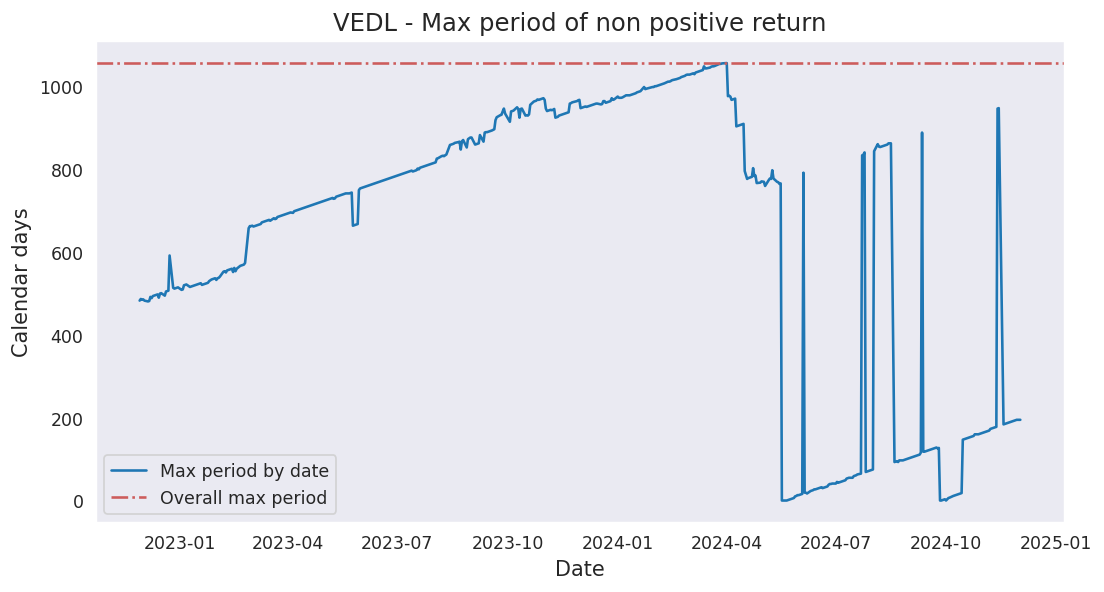 VEDL - Max period of non positive return
Calendar days
1000
800
600
400
200
0
Max period by date
Overall max period
2023-01 2023-04 2023-07 2023-10 2024-01 2024-04 2024-07 2024-10 2025-01
Date